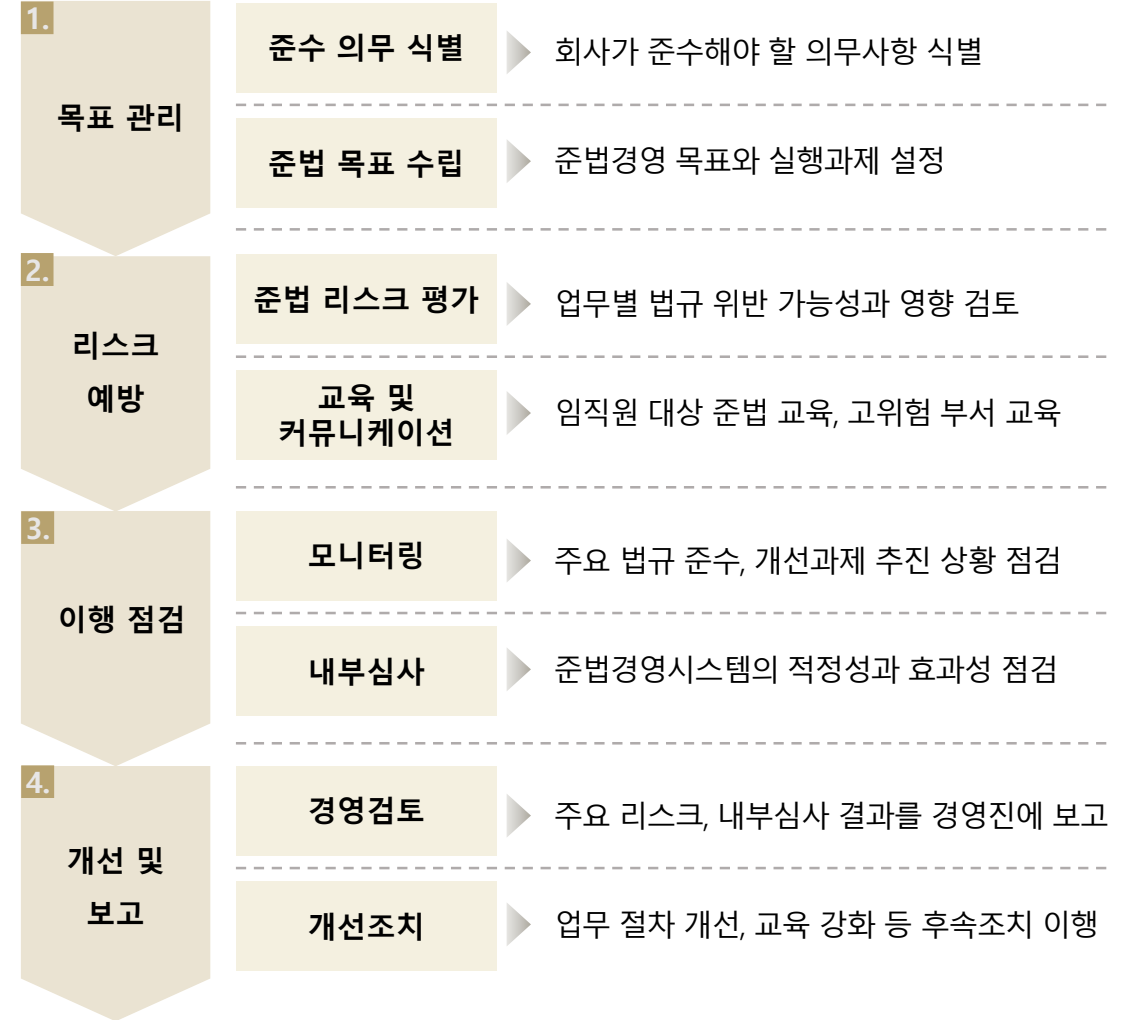 1.
목표 관리
준수 의무 식별
회사가 준수해야 할 의무사항 식별
준법 목표 수립
준법경영 목표와 실행과제 설정
2.
리스크
예방
준법 리스크 평가
업무별 법규 위반 가능성과 영향 검토
교육 및
커뮤니케이션
임직원 대상 준법 교육, 고위험 부서 교육
3.
이행 점검
모니터링
주요 법규 준수, 개선과제 추진 상황 점검
내부심사
준법경영시스템의 적정성과 효과성 점검
4.
개선 및
보고
경영검토
주요 리스크, 내부심사 결과를 경영진에 보고
개선조치
업무 절차 개선, 교육 강화 등 후속조치 이행